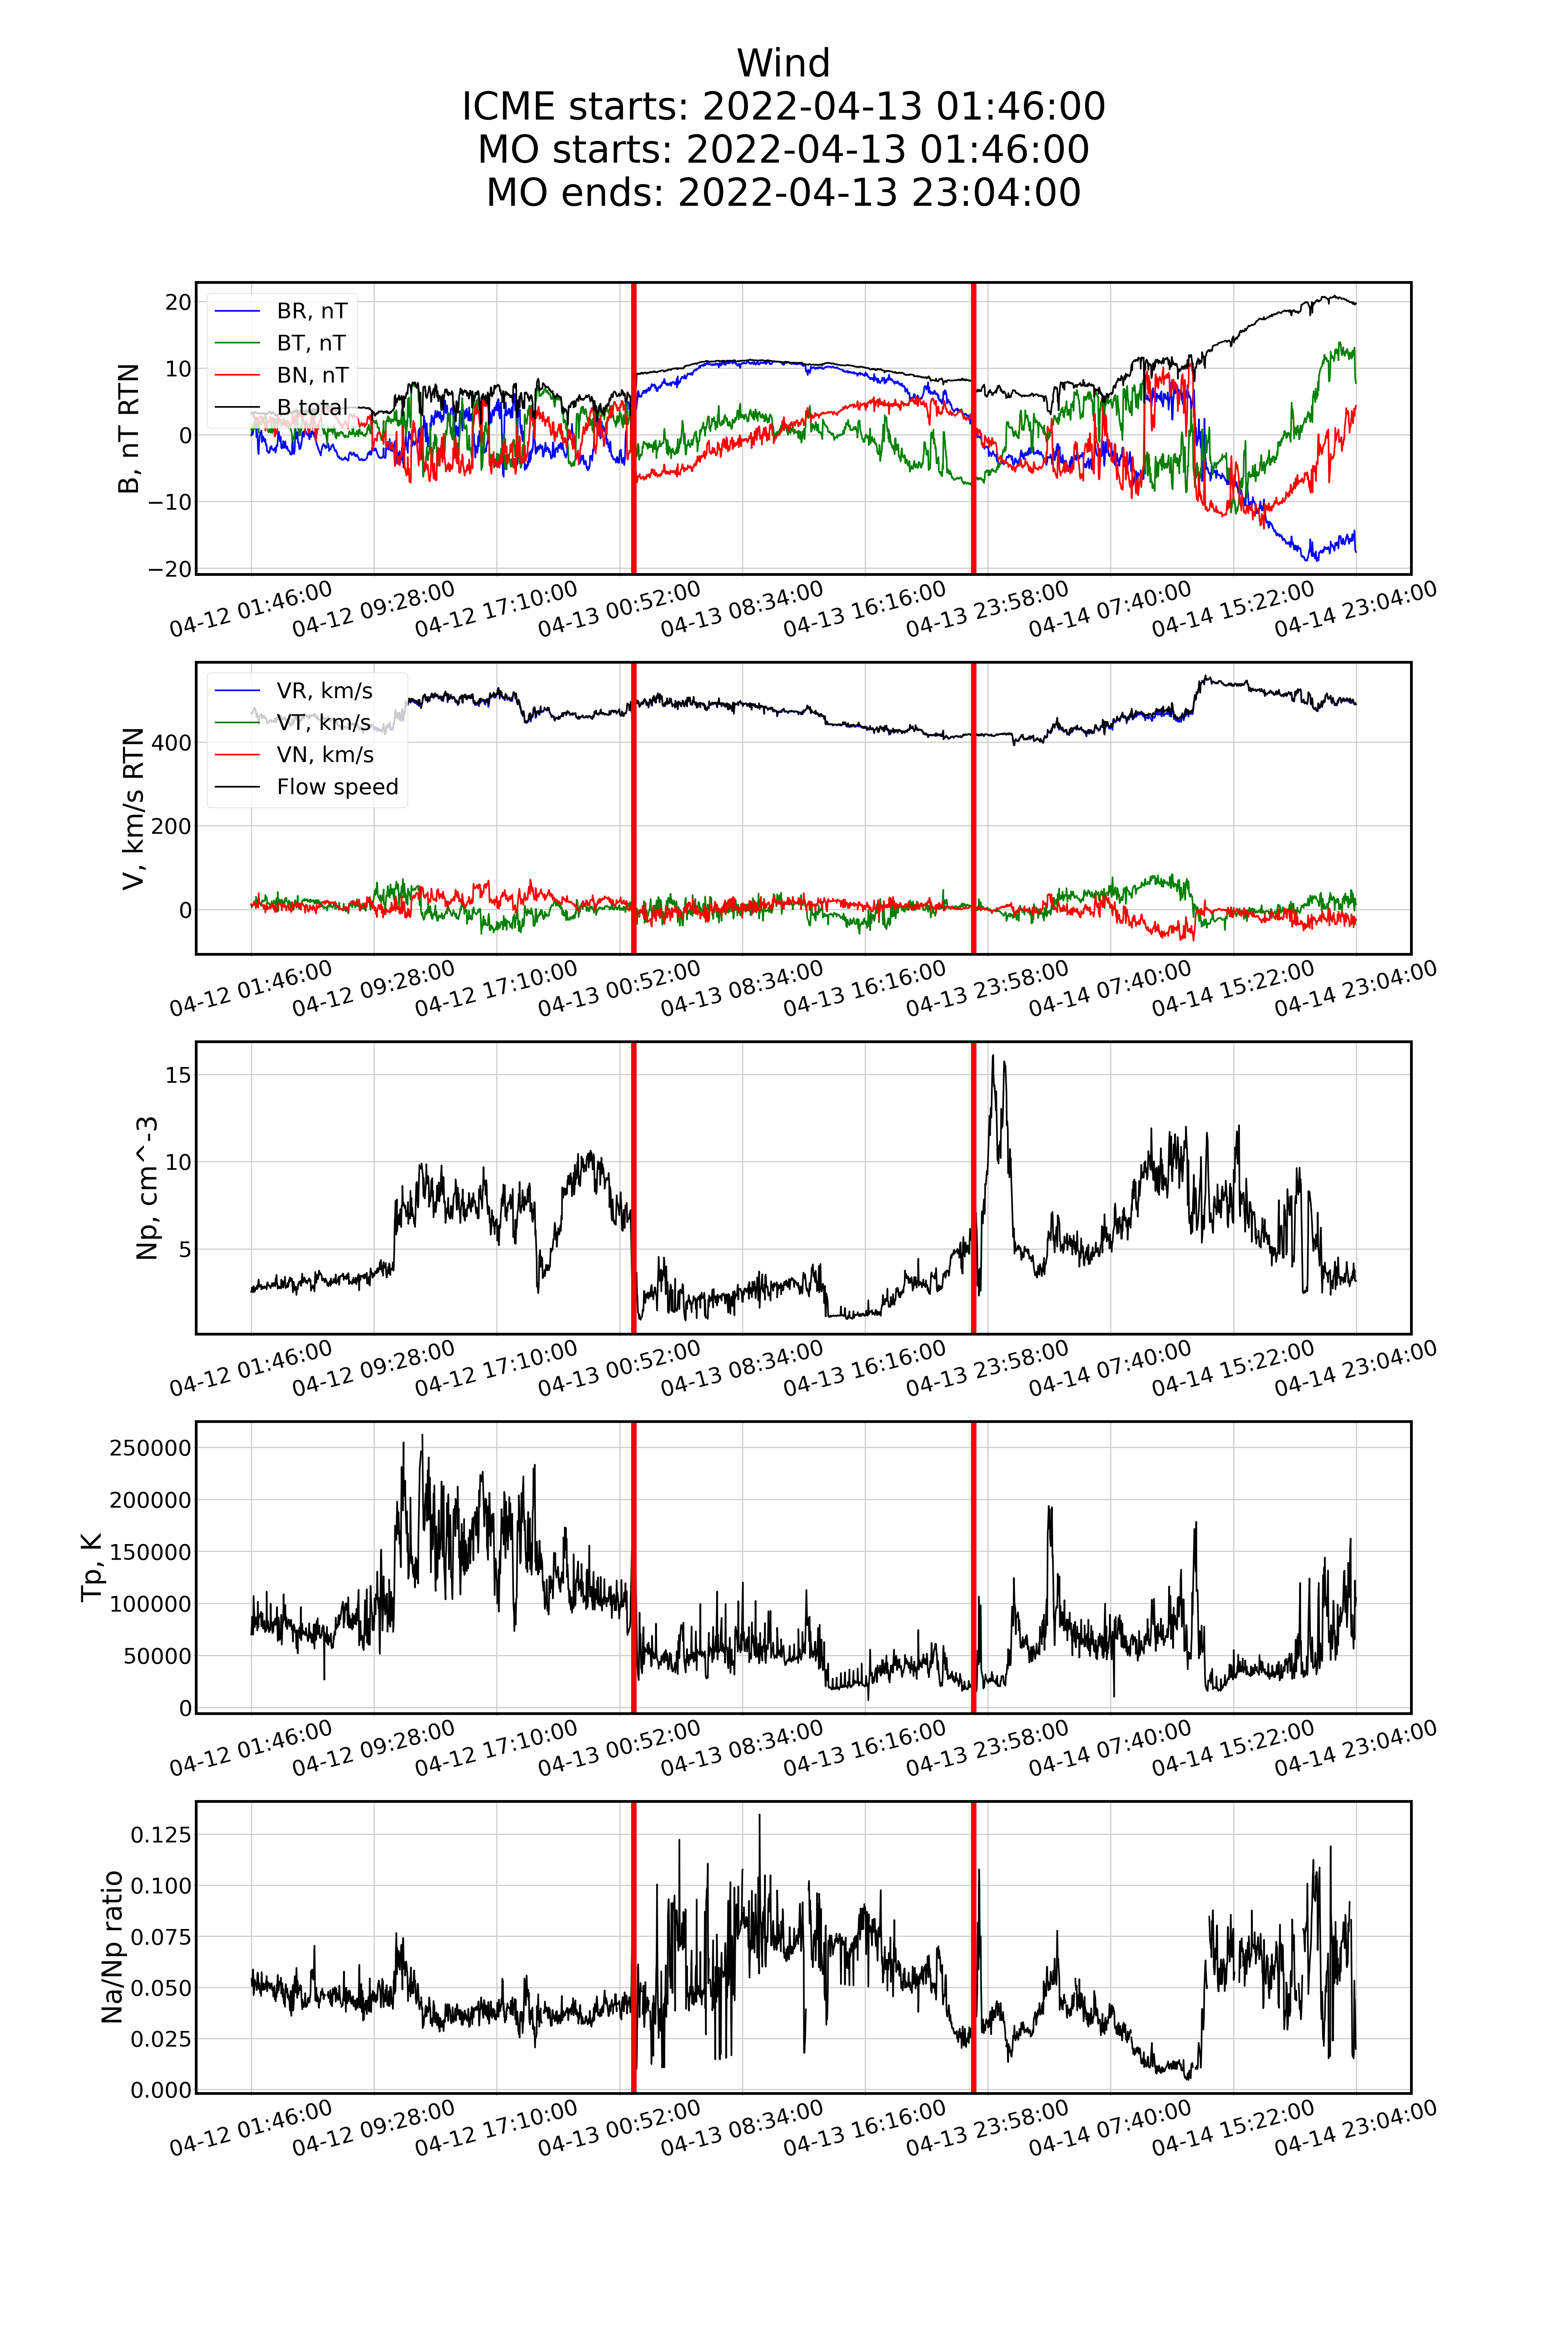 Wind
ICME starts: 2022-04-13 01:46:00
MO starts: 2022-04-13 01:46:00
MO ends: 2022-04-13 23:04:00
B, nT RTN
20
10
0
−10
−20
BR, nT
BT, nT
BN, nT
B total
04-12 01:46:00 04-12 09:28:00 04-12 17:10:00 04-13 00:52:00 04-13 08:34:00 04-13 16:16:00 04-13 23:58:00 04-14 07:40:00 04-14 15:22:00 04-14 23:04:00
V, km/s RTN
400
200
0
VR, km/s
VT, km/s
VN, km/s
Flow speed
04-12 01:46:00 04-12 09:28:00 04-12 17:10:00 04-13 00:52:00 04-13 08:34:00 04-13 16:16:00 04-13 23:58:00 04-14 07:40:00 04-14 15:22:00 04-14 23:04:00
Np, cm^-3
15
10
5
04-12 01:46:00 04-12 09:28:00 04-12 17:10:00 04-13 00:52:00 04-13 08:34:00 04-13 16:16:00 04-13 23:58:00 04-14 07:40:00 04-14 15:22:00 04-14 23:04:00
Tp, K
250000
200000
150000
100000
50000
0
04-12 01:46:00 04-12 09:28:00 04-12 17:10:00 04-13 00:52:00 04-13 08:34:00 04-13 16:16:00 04-13 23:58:00 04-14 07:40:00 04-14 15:22:00 04-14 23:04:00
Na/Np ratio
0.125
0.100
0.075
0.050
0.025
0.000
04-12 01:46:00 04-12 09:28:00 04-12 17:10:00 04-13 00:52:00 04-13 08:34:00 04-13 16:16:00 04-13 23:58:00 04-14 07:40:00 04-14 15:22:00 04-14 23:04:00